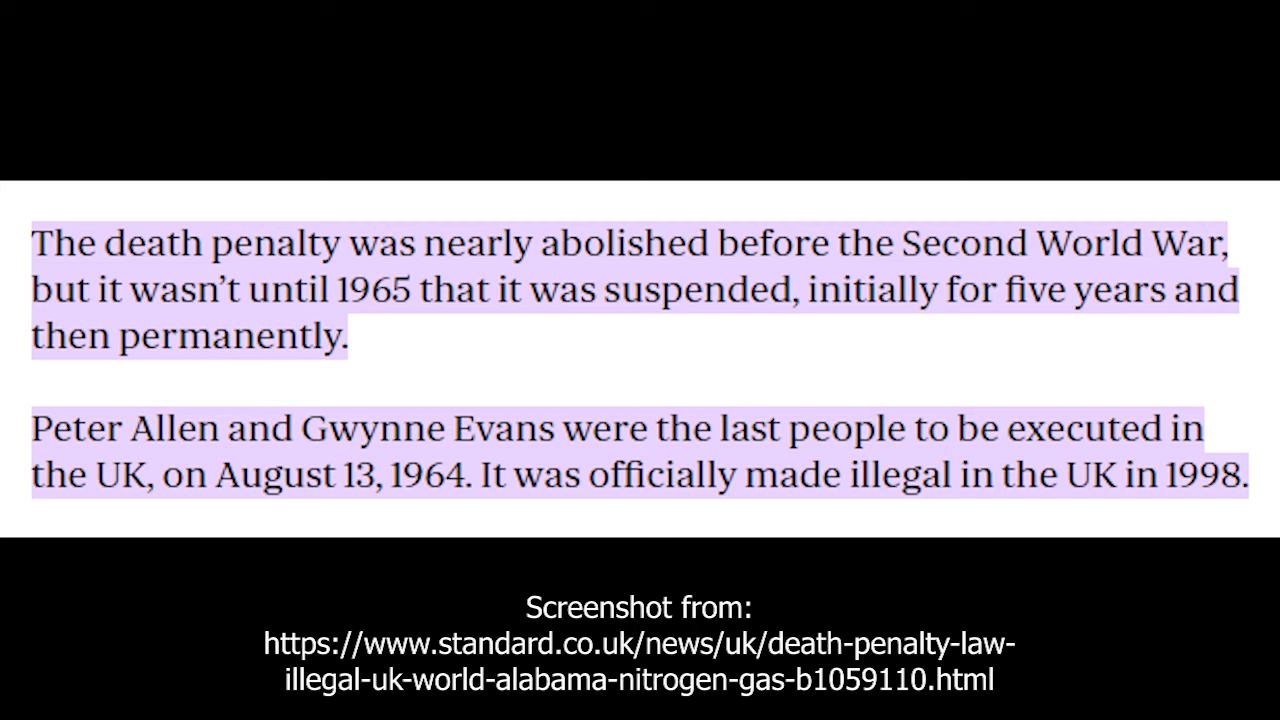 The death penalty was nearly abolished before the Second World War,
but it wasn’t until 1965 that it was suspended, initially for five years and
then permanently.
Peter Allen and Gwynne Evans were the last people to be executed in
the UK, on August 13, 1964. It was officially made illegal in the UK in 1998.
Screenshot from:
https://www.standard.co.uk/news/uk/death-penalty-law-
illegal-uk-world-alabama-nitrogen-gas-b1059110.html